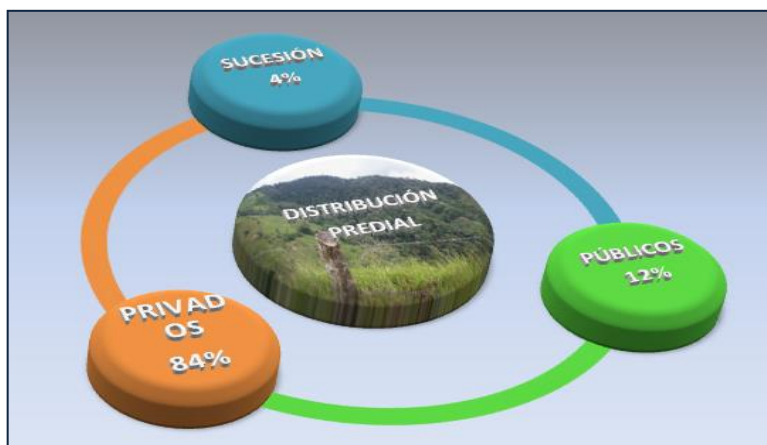 SUCESIÓN
4%
DISTRIBUCIÓN
PREDIAL
PÚBLICOS
12%
PRIVAD
OS
84%